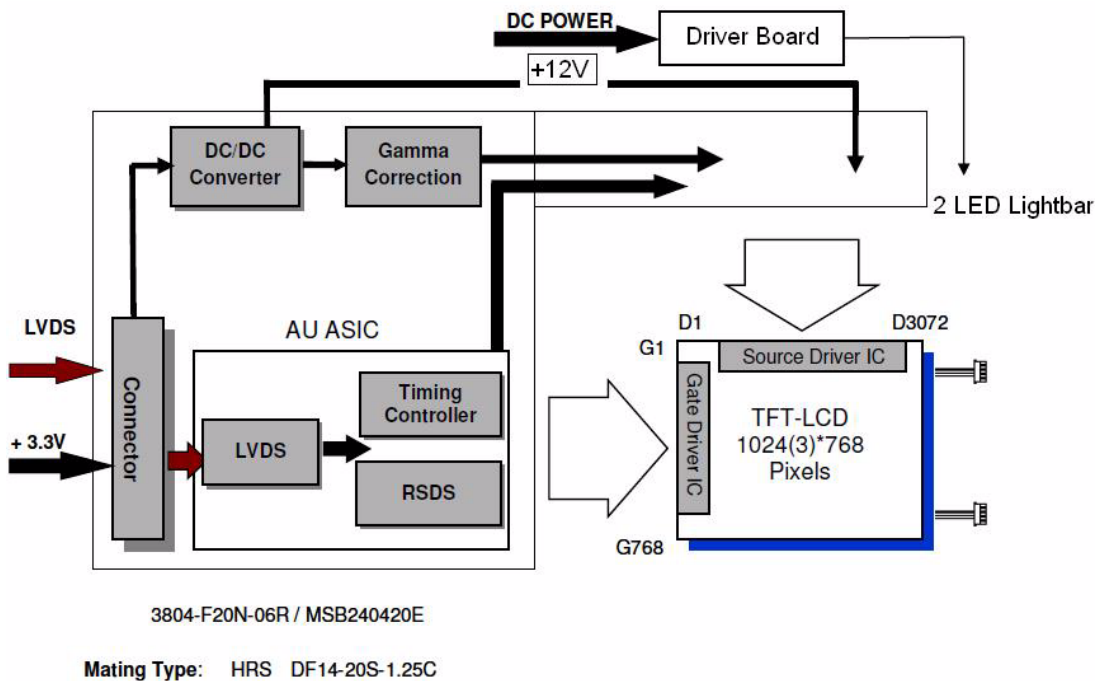 DC POWER
Driver Board
+12V
DC/DC
Converter
Gamma
Correction
2 LED Lightbar
LVDS
AU ASIC
D1
D3072
G1
Source Driver IC
Connector
Timing
Controller
Gate Driver IC
TFT-LCD
1024(3)*768
Pixels
+ 3.3V
LVDS
RSDS
G768
3804-F20N-06R / MSB240420E
Mating Type: HRS DF14-20S-1.25C